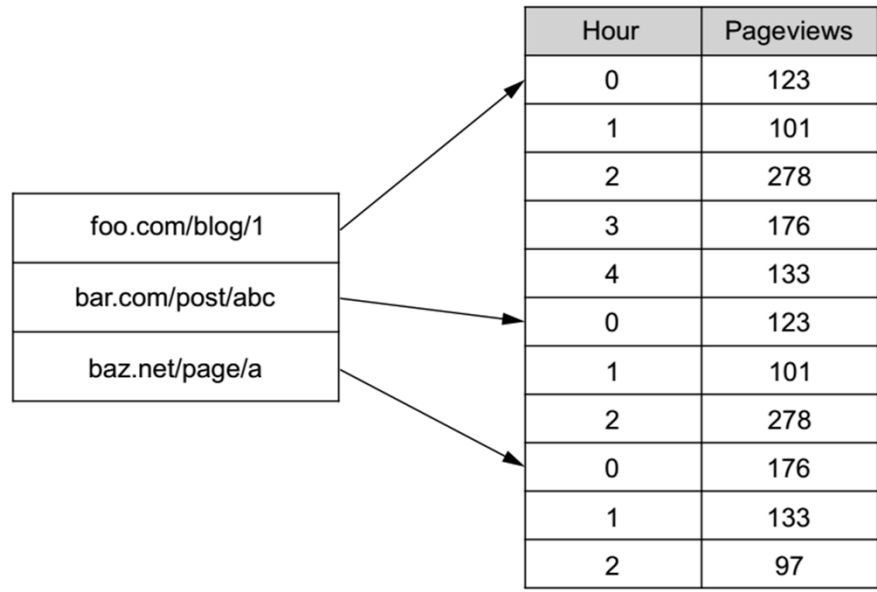 Hour Pageviews
0 123
1 101
2 278
3 176
4 133
0 123
1 101
2 278
0 176
1 133
2 97
foo.com/blog/1
bar.com/post/abc
baz.net/page/a